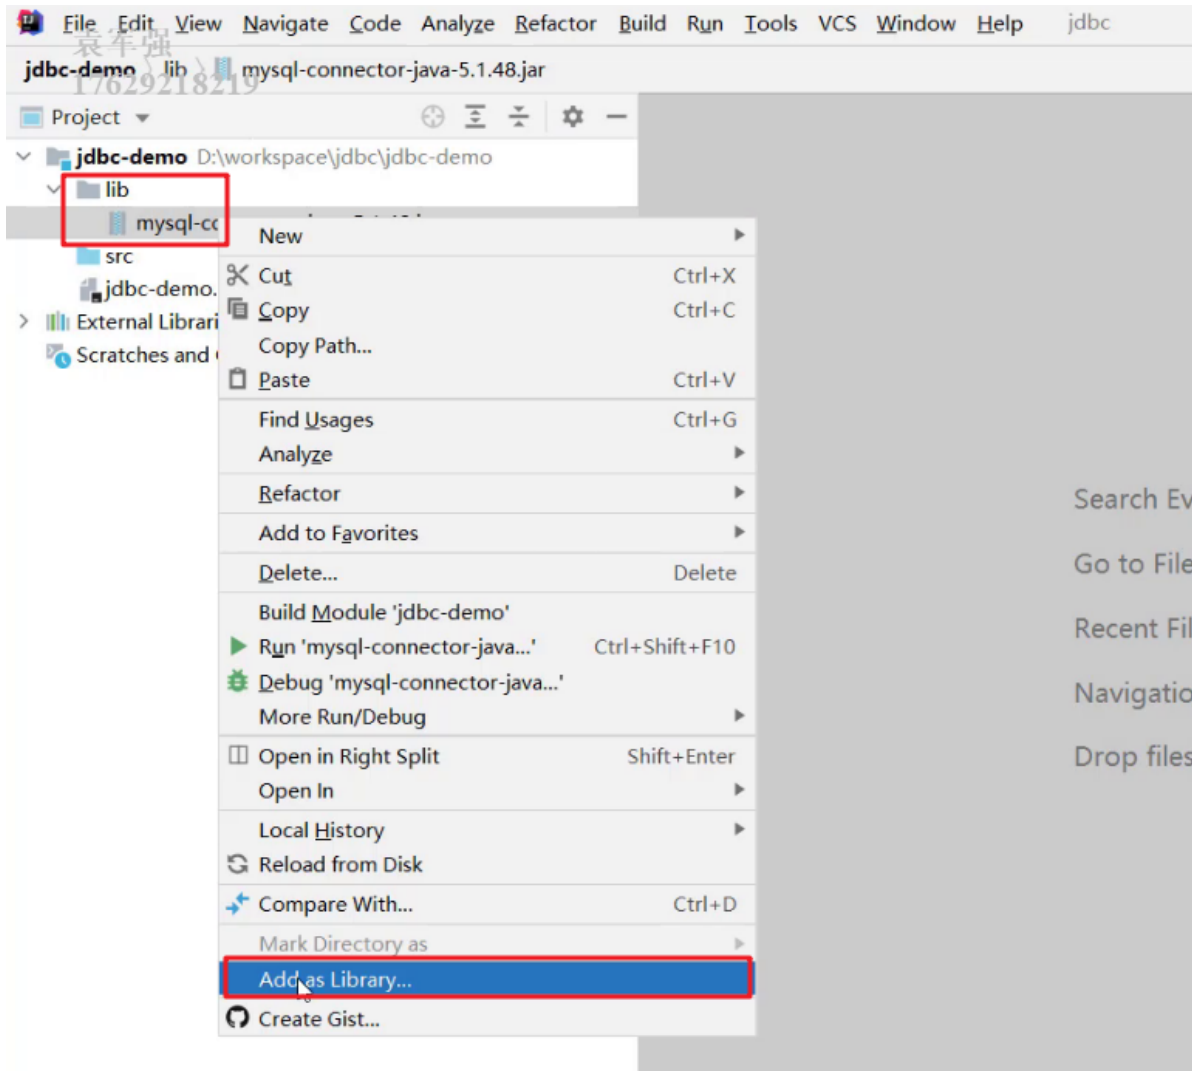 File Edit View Navigate Code Analyze Refactor Build Run Tools VCS Window Help jdbc
袁军强
jdbc-demo lib mysql-connector-java-5.1.48.jar
17629218219
Project
jdbc-demo D:\workspace\jdbc\jdbc-demo
lib
mysql-co
New
src
Cut Ctrl+X
jdbc-demo.
Copy Ctrl+C
External Librari
Copy Path...
Scratches and
Paste Ctrl+V
Find Usages Ctrl+G
Analyze
Refactor
Search Ev
Add to Favorites
Go to File
Delete... Delete
Build Module 'jdbc-demo'
Recent Fil
Run 'mysql-connector-java...' Ctrl+Shift+F10
Debug 'mysql-connector-java...'
Navigatio
More Run/Debug
Open in Right Split Shift+Enter
Drop files
Open In
Local History
Reload from Disk
Compare With... Ctrl+D
Mark Directory as
Add as Library...
Create Gist...